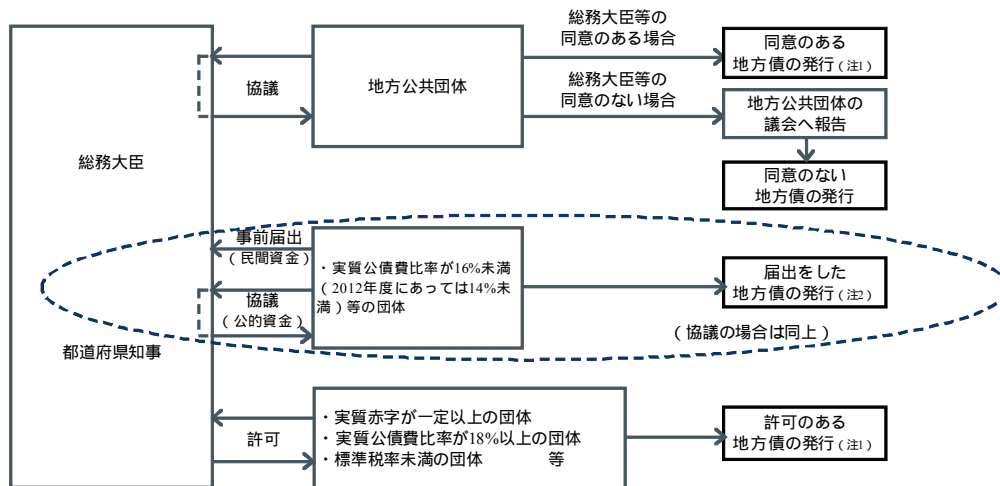 総務大臣
都道府県知事
協議
地方公共団体
総務大臣等の
同意のある場合
総務大臣等の
同意のない場合
同意のある
地方債の発行(注1)
地方公共団体の
議会へ報告
同意のない
地方債の発行
事前届出
(民間資金)
協議
(公的資金)
・実質公債費比率が16%未満
(2012年度にあっては14%未
満)等の団体
届出をした
地方債の発行(注2)
(協議の場合は同上)
許可
・実質赤字が一定以上の団体
・実質公債費比率が18%以上の団体
・標準税率未満の団体　　　等
許可のある
地方債の発行(注1)